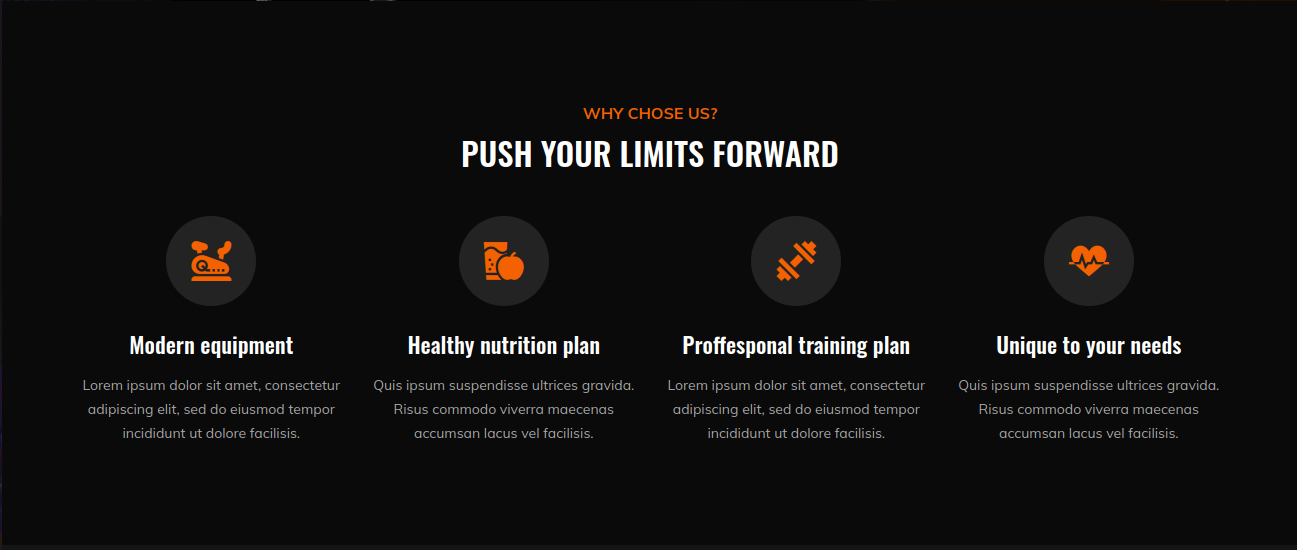 WHY CHOSE US?
PUSH YOUR LIMITS FORWARD
Modern equipment
Lorem ipsum dolor sit amet, consectetur
adipiscing elit, sed do eiusmod tempor
incididunt ut dolore facilisis.
Healthy nutrition plan
Quis ipsum suspendisse ultrices gravida.
Risus commodo viverra maecenas
accumsan lacus vel facilisis.
Proffesponal training plan
Lorem ipsum dolor sit amet, consectetur
adipiscing elit, sed do eiusmod tempor
incididunt ut dolore facilisis.
Unique to your needs
Quis ipsum suspendisse ultrices gravida.
Risus commodo viverra maecenas
accumsan lacus vel facilisis.